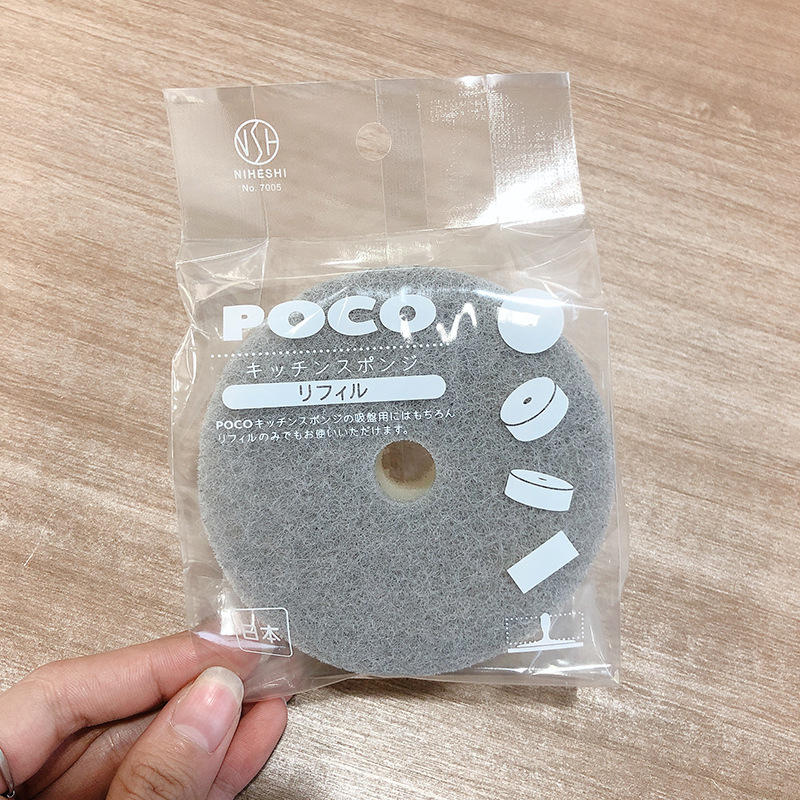 NSH
NIHESHI
No. 7005
POCO
キッチンスポンジ
リフィル
POCOキッチンスポンジの吸盤用にはもちろん
リフィルのみでもお使いいただけます。
日本